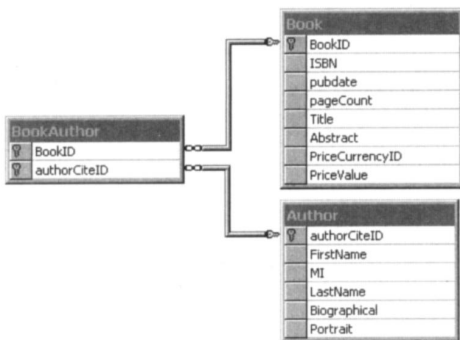 Book
BookID
ISBN
pubdate
pageCount
Title
Abstract
PriceCurrencyID
PriceValue
BookAuthor
BookID
authorCiteID
Author
authorCiteID
FirstName
MI
LastName
Biographical
Portrait